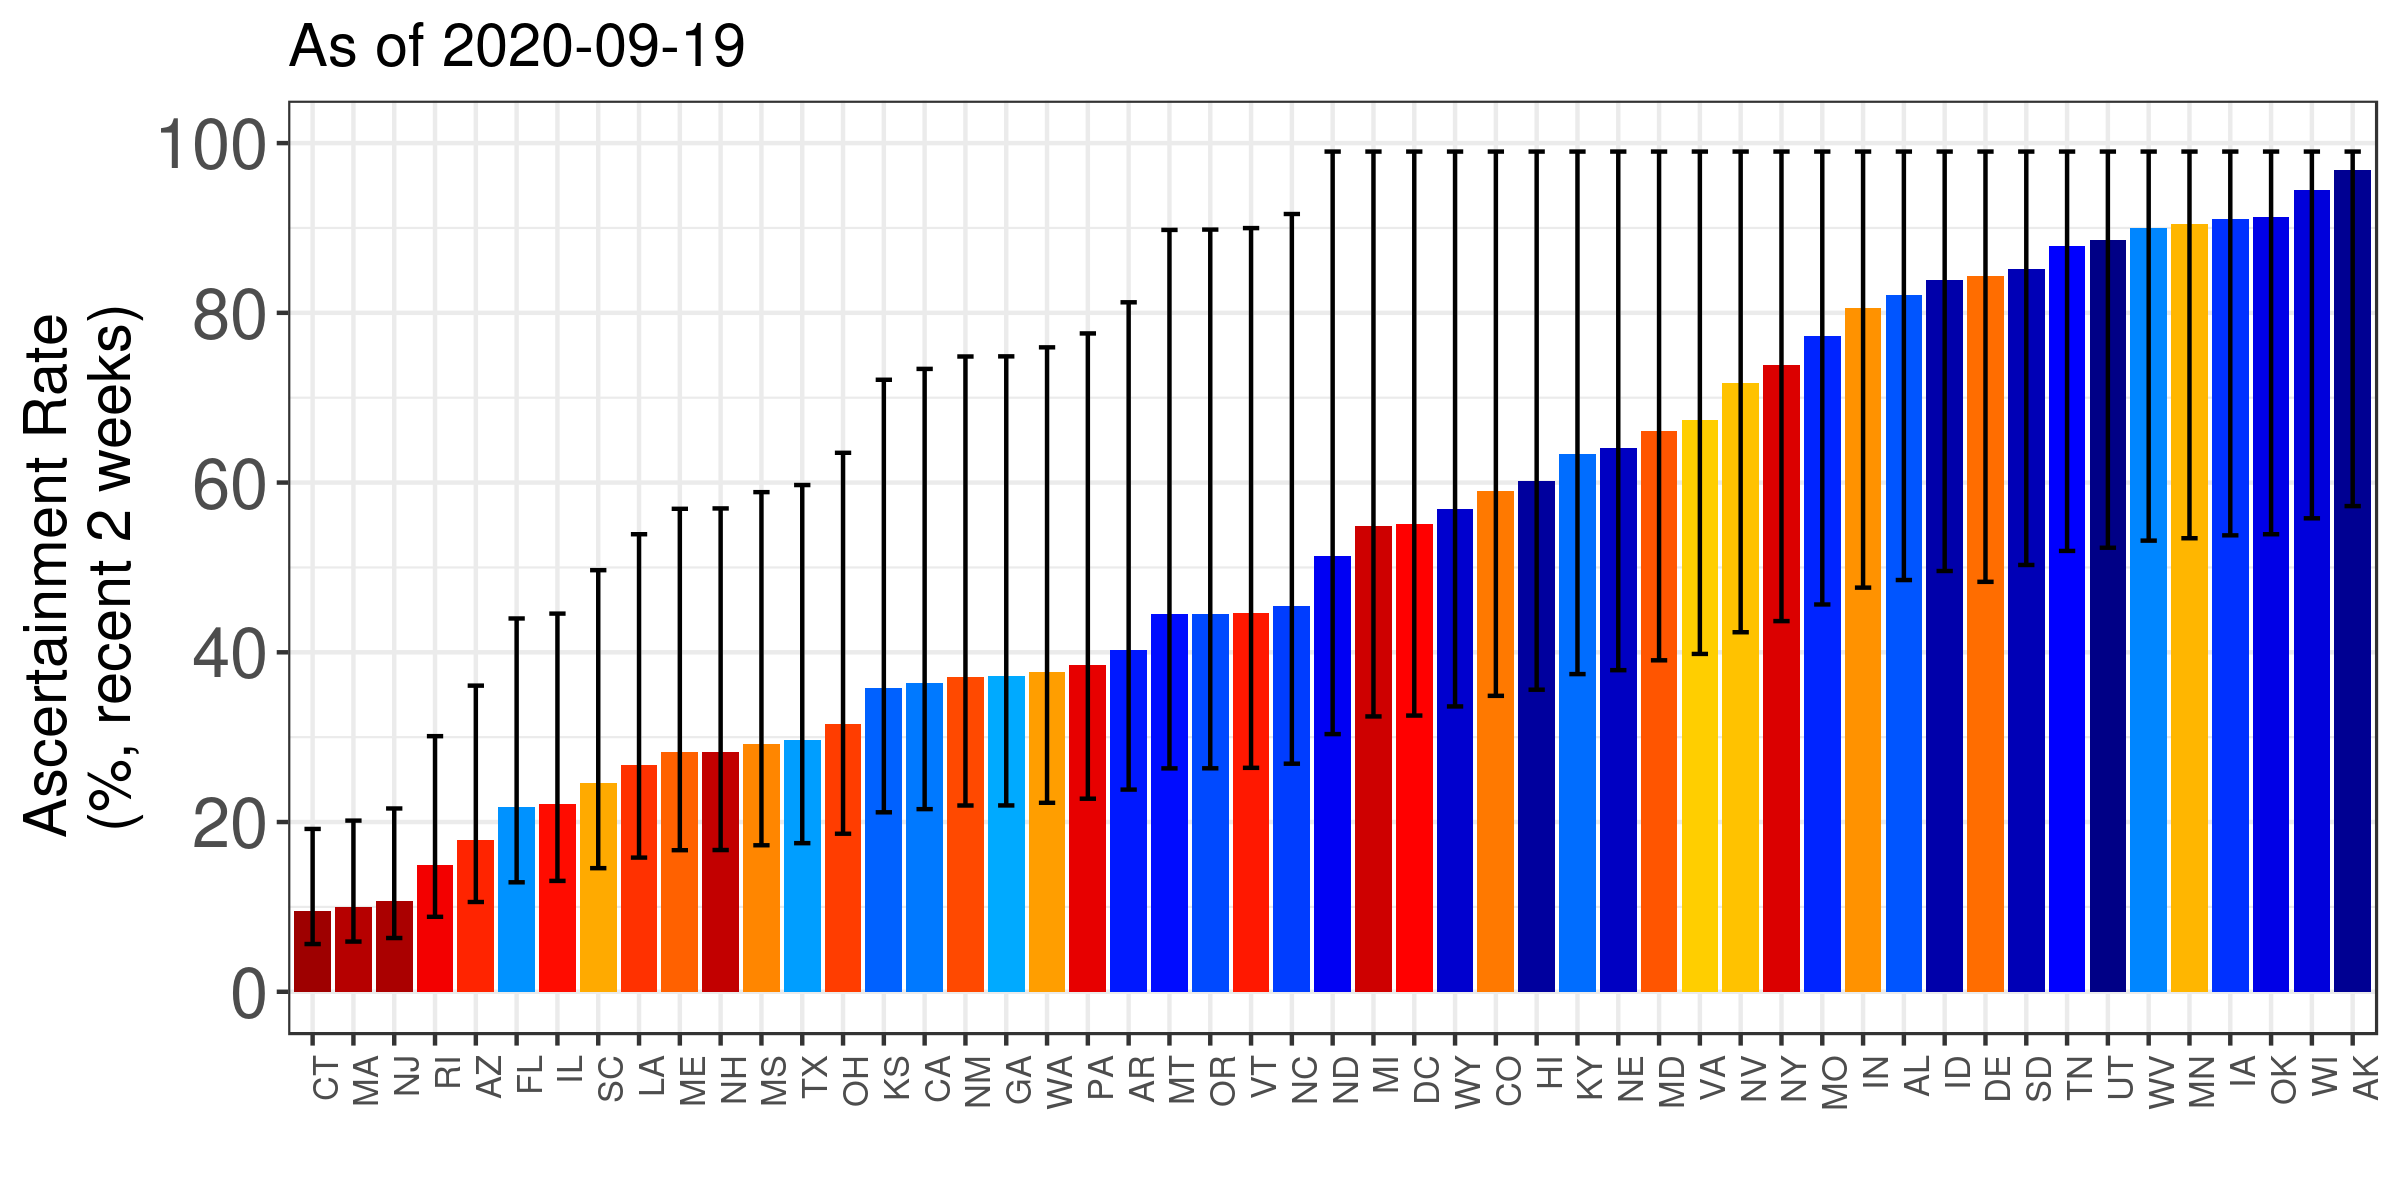 As of 2020-09-19
Ascertainment Rate
(%, recent 2 weeks)
100
80
60
40
20
0
CT MA NJ RI AZ FL IL SC LA ME NH MS TX OH KS CA NM GA WA PA AR MT OR VT NC ND MI DC WY CO HI KY NE MD VA NV NY MO IN AL ID DE SD TN UT WV MN IA OK WI AK